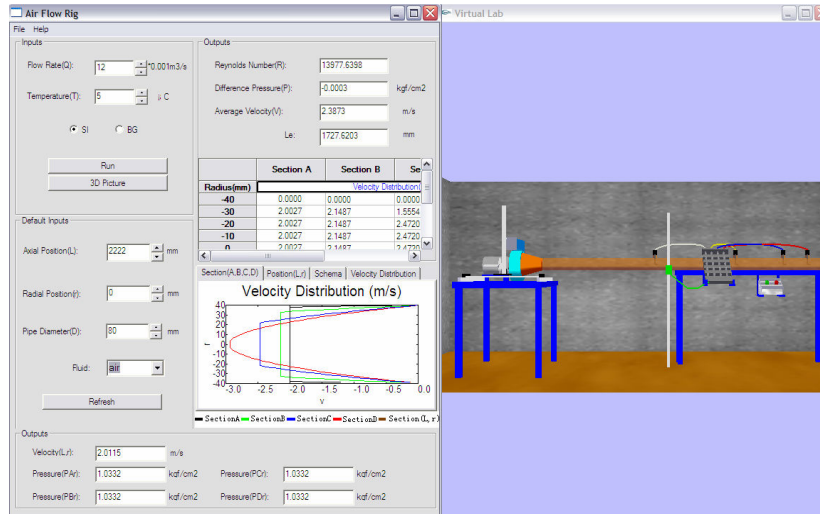 Air Flow Rig
File Help
Inputs
Flow Rate(Q): 12 *0.001m3/s
Temperature(T): 5 C
SI BG
Run
3D Picture
Default Inputs
Axial Position(L): 2222 mm
Radial Position(r): 0 mm
Pipe Diameter(D): 80 mm
Fluid: air
Refresh
Outputs
Reynolds Number(R): 13977.6398
Difference Pressure(P): -0.0003 kgf/cm2
Average Velocity(V): 2.3873 m/s
Le: 1727.6203 mm
Section A Section B Se
Radius(mm) Velocity Distribution(
-40 0.0000 0.0000 0.0000
-30 2.0027 2.1487 1.5554
-20 2.0027 2.1487 2.4720
-10 2.0027 2.1487 2.4720
0 2.0027 2.1487 2.4720
Section(A,B,C,D) Position(L,r) Schema Velocity Distribution
Velocity Distribution (m/s)
r
40
30
20
10
0
-10
-20
-30
-40
-3.0 -2.5 -2.0 -1.5 -1.0 -0.5 0.0
v
SectionA SectionB SectionC SectionD Section(L,r)
Outputs
Velocity(L,r): 2.0115 m/s
Pressure(PAr): 1.0332 kgf/cm2 Pressure(PCr): 1.0332 kgf/cm2
Pressure(PBr): 1.0332 kgf/cm2 Pressure(PDr): 1.0332 kgf/cm2
Virtual Lab